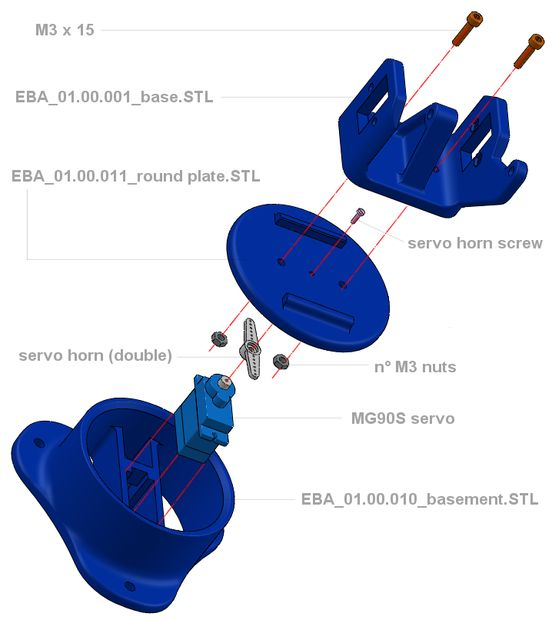 M3 x 15
EBA_01.00.001_base.STL
EBA_01.00.011_round plate.STL
servo horn screw
servo horn (double)
n° M3 nuts
MG90S servo
EBA_01.00.010_basement.STL